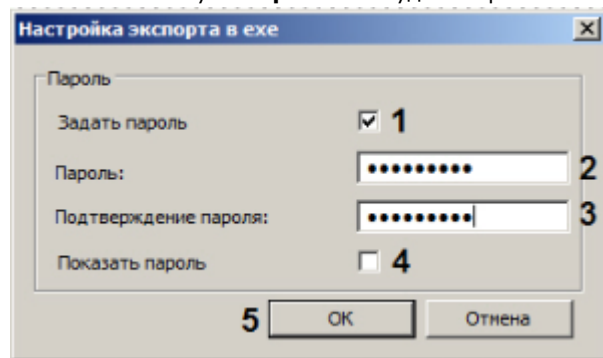 Настройка экспорта в exe
Пароль
Задать пароль 1
Пароль: ●●●●●●●●● 2
Подтверждение пароля: ●●●●●●●●● 3
Показать пароль 4
5 OK Отмена